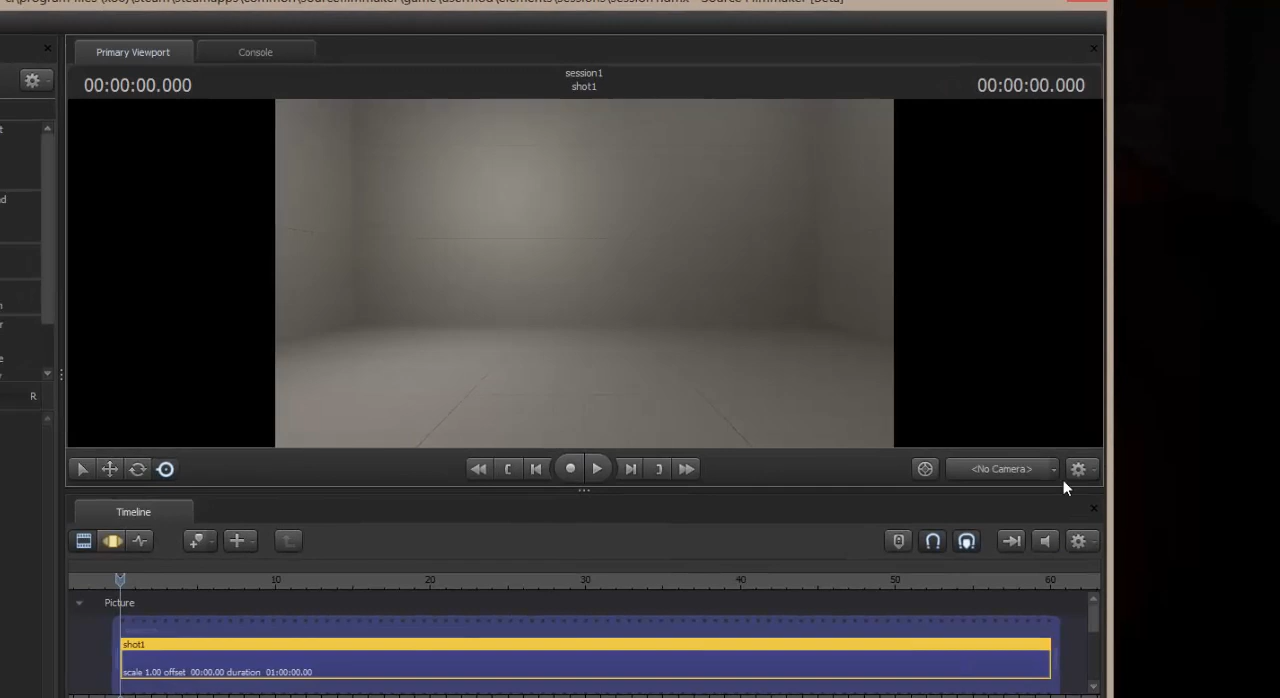 Primary Viewport
Console
00:00:00.000
session1
shot1
00:00:00.000
R
<No Camera>
Timeline
10
20
30
40
50
60
Picture
shot1
scale 1.00 offset 00:00.00 duration 01:00:00.00